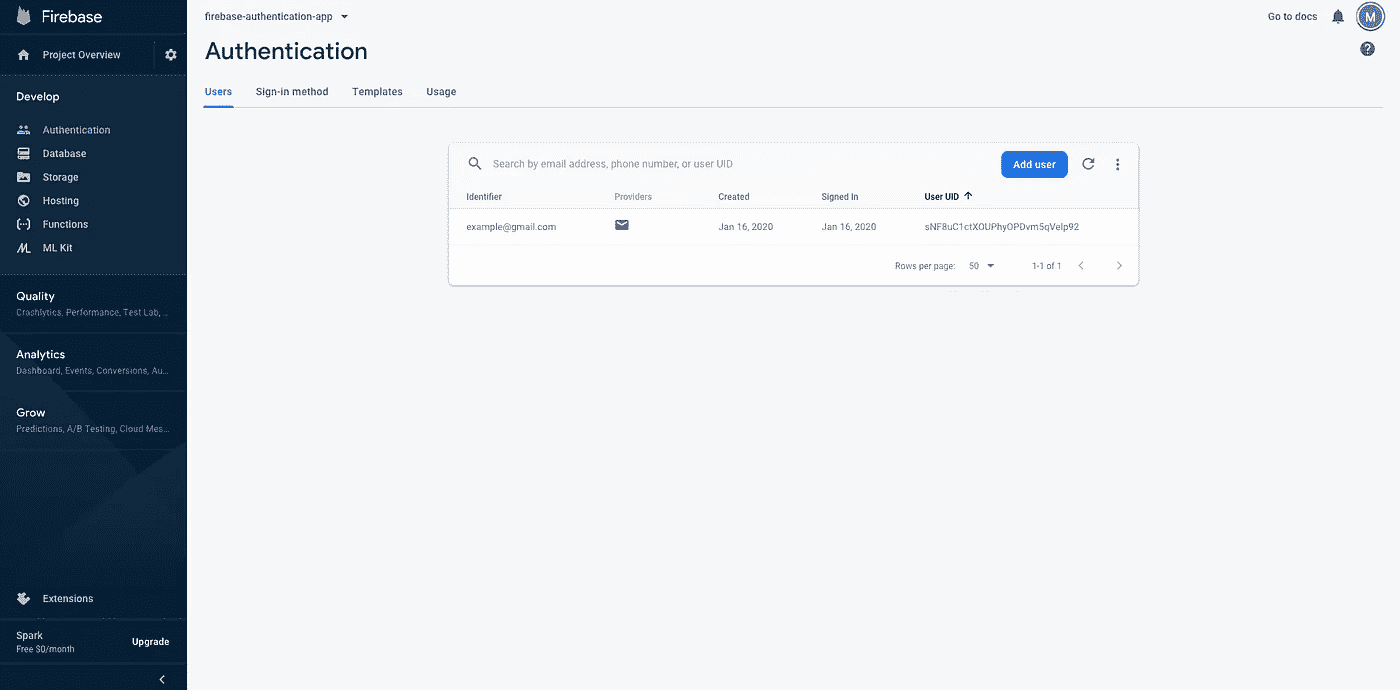 Firebase
Project Overview
Develop
Authentication
Database
Storage
Hosting
Functions
ML Kit
Quality
Crashlytics, Performance, Test Lab, ...
Analytics
Dashboard, Events, Conversions, Au...
Grow
Predictions, A/B Testing, Cloud Mes...
Extensions
Spark
Free $0/month
Upgrade
firebase-authentication-app
Go to docs
M
Authentication
Users Sign-in method Templates Usage
Search by email address, phone number, or user UID
Add user
Identifier Providers Created Signed In User UID
example@gmail.com Jan 16, 2020 Jan 16, 2020 sNF8uC1ctXOUPhyOPDvm5qVelp92
Rows per page: 50 1-1 of 1